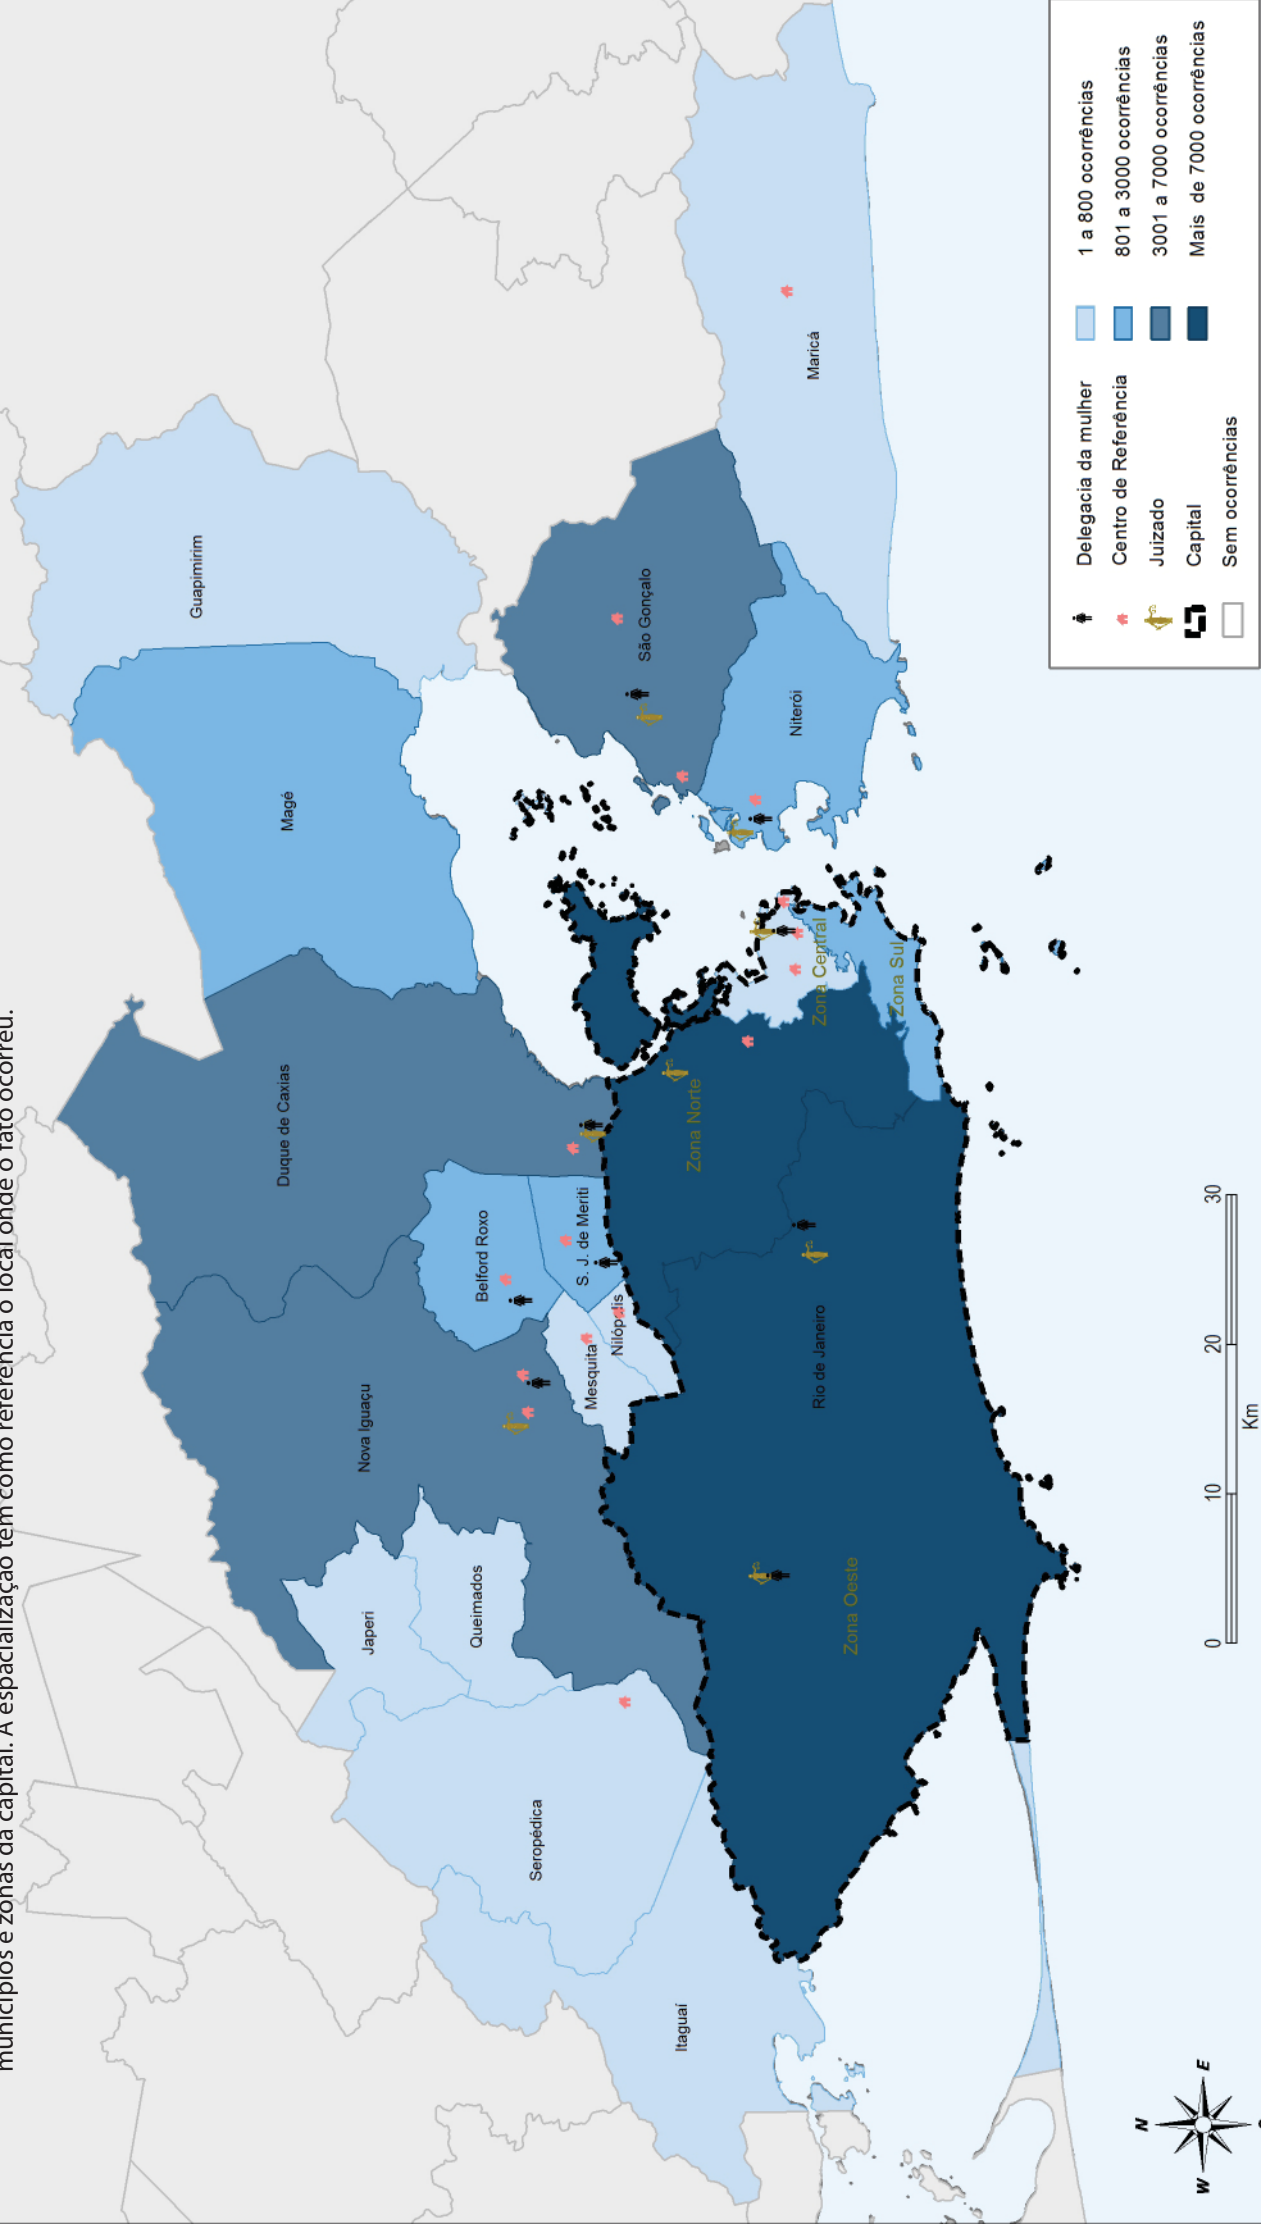 municípios e zonas da capital. A espacialização tem como referência o local onde o fato ocorreu.
Guapimirim
Magé
Duque de Caxias
Nova Iguaçu
Japeri
Queimados
Belford Roxo
S. J. de Meriti
Mesquita
Nilópolis
Seropédica
Itaguaí
São Gonçalo
Niterói
Maricá
Zona Norte
Zona Central
Zona Sul
Rio de Janeiro
Zona Oeste
Delegacia da mulher
Centro de Referência
Juizado
Capital
Sem ocorrências
1 a 800 ocorrências
801 a 3000 ocorrências
3001 a 7000 ocorrências
Mais de 7000 ocorrências
0 10 20 30
Km
N
W E